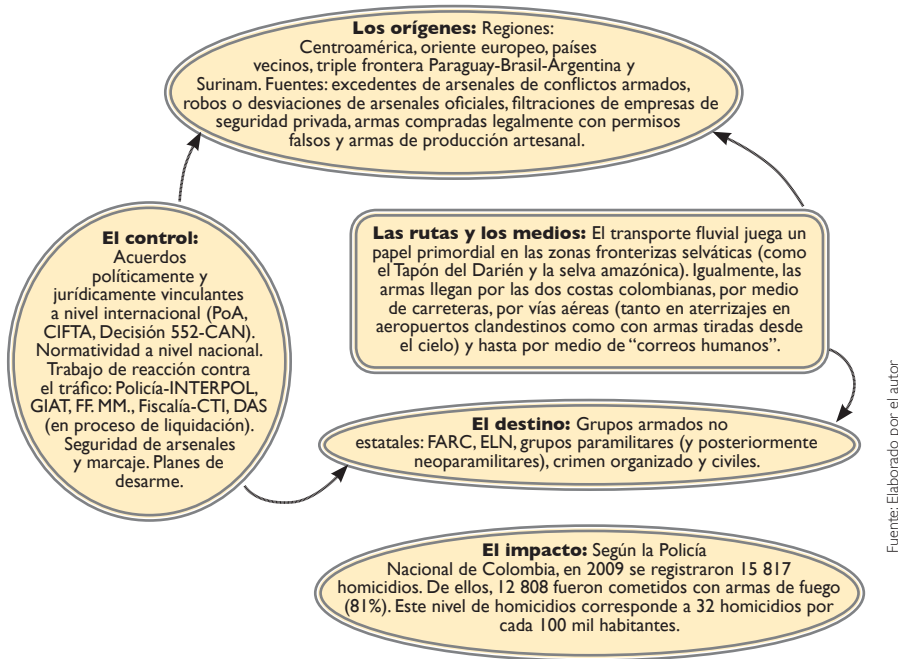 Los orígenes: Regiones:
Centroamérica, oriente europeo, países
vecinos, triple frontera Paraguay-Brasil-Argentina y
Surinam. Fuentes: excedentes de arsenales de conflictos armados,
robos o desviaciones de arsenales oficiales, filtraciones de empresas de
seguridad privada, armas compradas legalmente con permisos
falsos y armas de producción artesanal.
El control:
Acuerdos
políticamente y
jurídicamente vinculantes
a nivel internacional (PoA,
CIFTA, Decisión 552-CAN).
Normatividad a nivel nacional.
Trabajo de reacción contra
el tráfico: Policía-INTERPOL,
GIAT, FF. MM., Fiscalía-CTI, DAS
(en proceso de liquidación).
Seguridad de arsenales
y marcaje. Planes de
desarme.
Las rutas y los medios: El transporte fluvial juega un
papel primordial en las zonas fronterizas selváticas (como
el Tapón del Darién y la selva amazónica). Igualmente, las
armas llegan por las dos costas colombianas, por medio
de carreteras, por vías aéreas (tanto en aterrizajes en
aeropuertos clandestinos como con armas tiradas desde
el cielo) y hasta por medio de “correos humanos”.
El destino: Grupos armados no
estatales: FARC, ELN, grupos paramilitares (y posteriormente
neoparamilitares), crimen organizado y civiles.
El impacto: Según la Policía
Nacional de Colombia, en 2009 se registraron 15 817
homicidios. De ellos, 12 808 fueron cometidos con armas de fuego
(81%). Este nivel de homicidios corresponde a 32 homicidios por
cada 100 mil habitantes.
Fuente: Elaborado por el autor